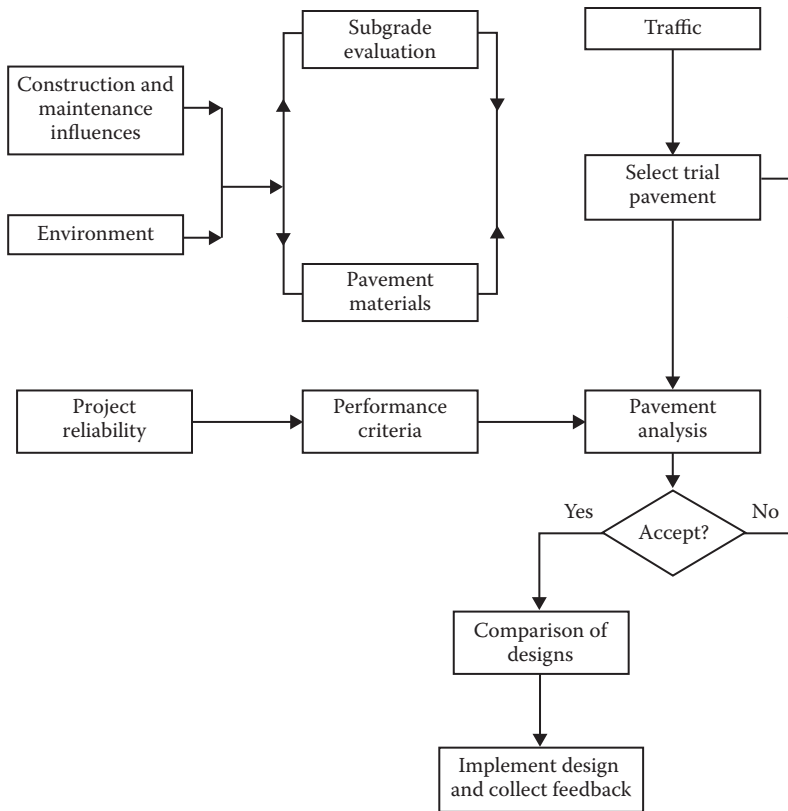 Subgrade
evaluation
Traffic
Construction and
maintenance
influences
Select trial
pavement
Environment
Pavement
materials
Project
reliability
Performance
criteria
Pavement
analysis
Yes
Accept?
No
Comparison of
designs
Implement design
and collect feedback